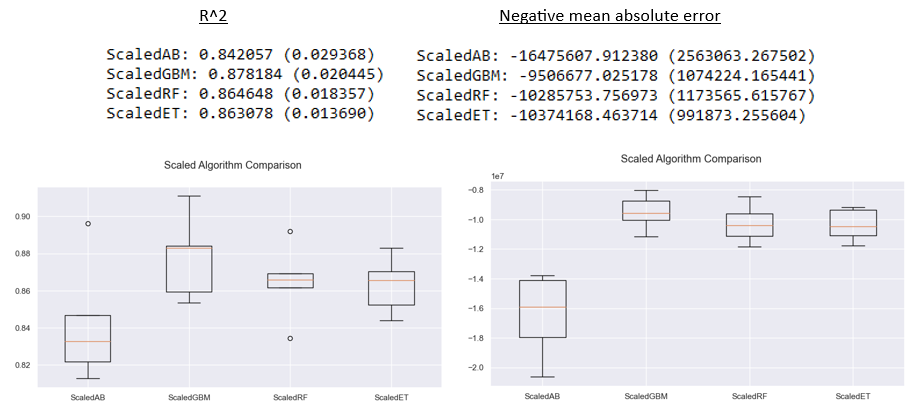 R^2
ScaledAB: 0.842057 (0.029368)
ScaledGBM: 0.878184 (0.020445)
ScaledRF: 0.864648 (0.018357)
ScaledET: 0.863078 (0.013690)
Scaled Algorithm Comparison
0.90
0.88
0.86
0.84
0.82
ScaledAB ScaledGBM ScaledRF ScaledET
Negative mean absolute error
ScaledAB: -16475607.912380 (2563063.267502)
ScaledGBM: -9506677.025178 (1074224.165441)
ScaledRF: -10285753.756973 (1173565.615767)
ScaledET: -10374168.463714 (991873.255604)
Scaled Algorithm Comparison
1e7
−0.8
−1.0
−1.2
−1.4
−1.6
−1.8
−2.0
ScaledAB ScaledGBM ScaledRF ScaledET